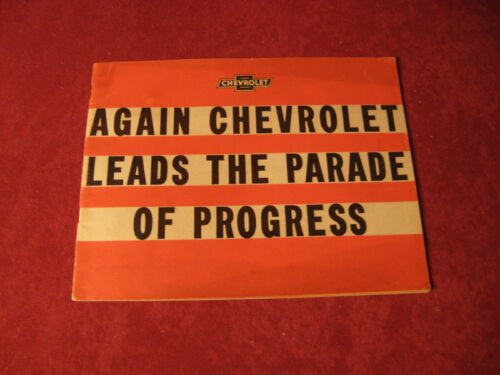 CHEVROLET
AGAIN CHEVROLET
LEADS THE PARADE
OF PROGRESS